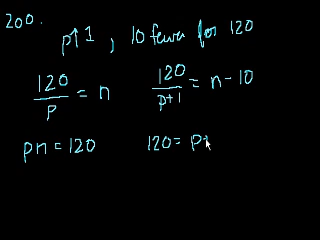 200.
p↑1, 10 fewer for 120
120/p = n    120/p+1 = n-10
pn = 120    120 = p